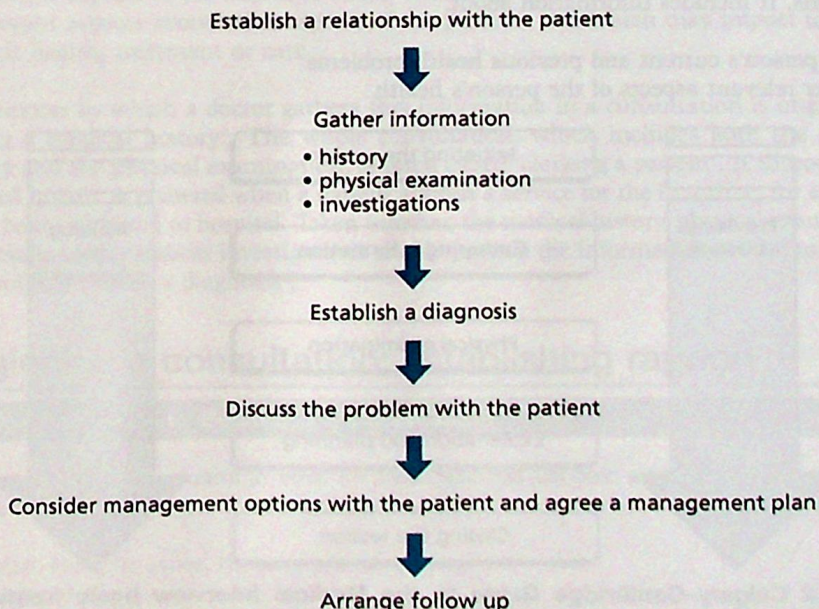 Establish a relationship with the patient
Gather information
• history
• physical examination
• investigations
Establish a diagnosis
Discuss the problem with the patient
Consider management options with the patient and agree a management plan
Arrange follow up